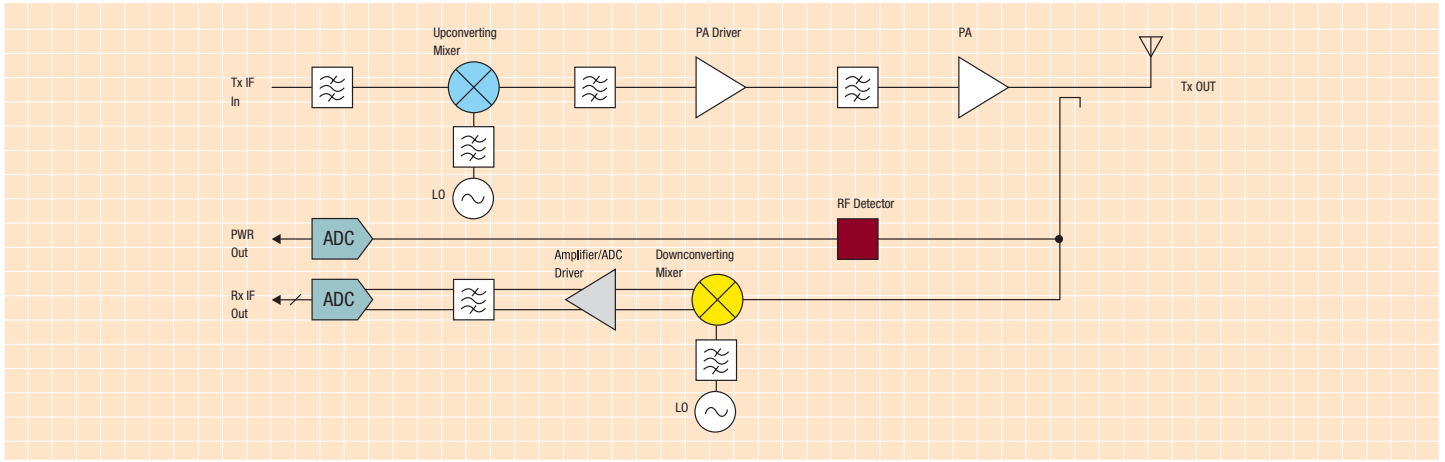 Upconverting
Mixer
PA Driver
PA
Tx IF
In
Tx OUT
LO
RF Detector
PWR
Out
ADC
Amplifier/ADC
Driver
Downconverting
Mixer
Rx IF
Out
ADC
LO